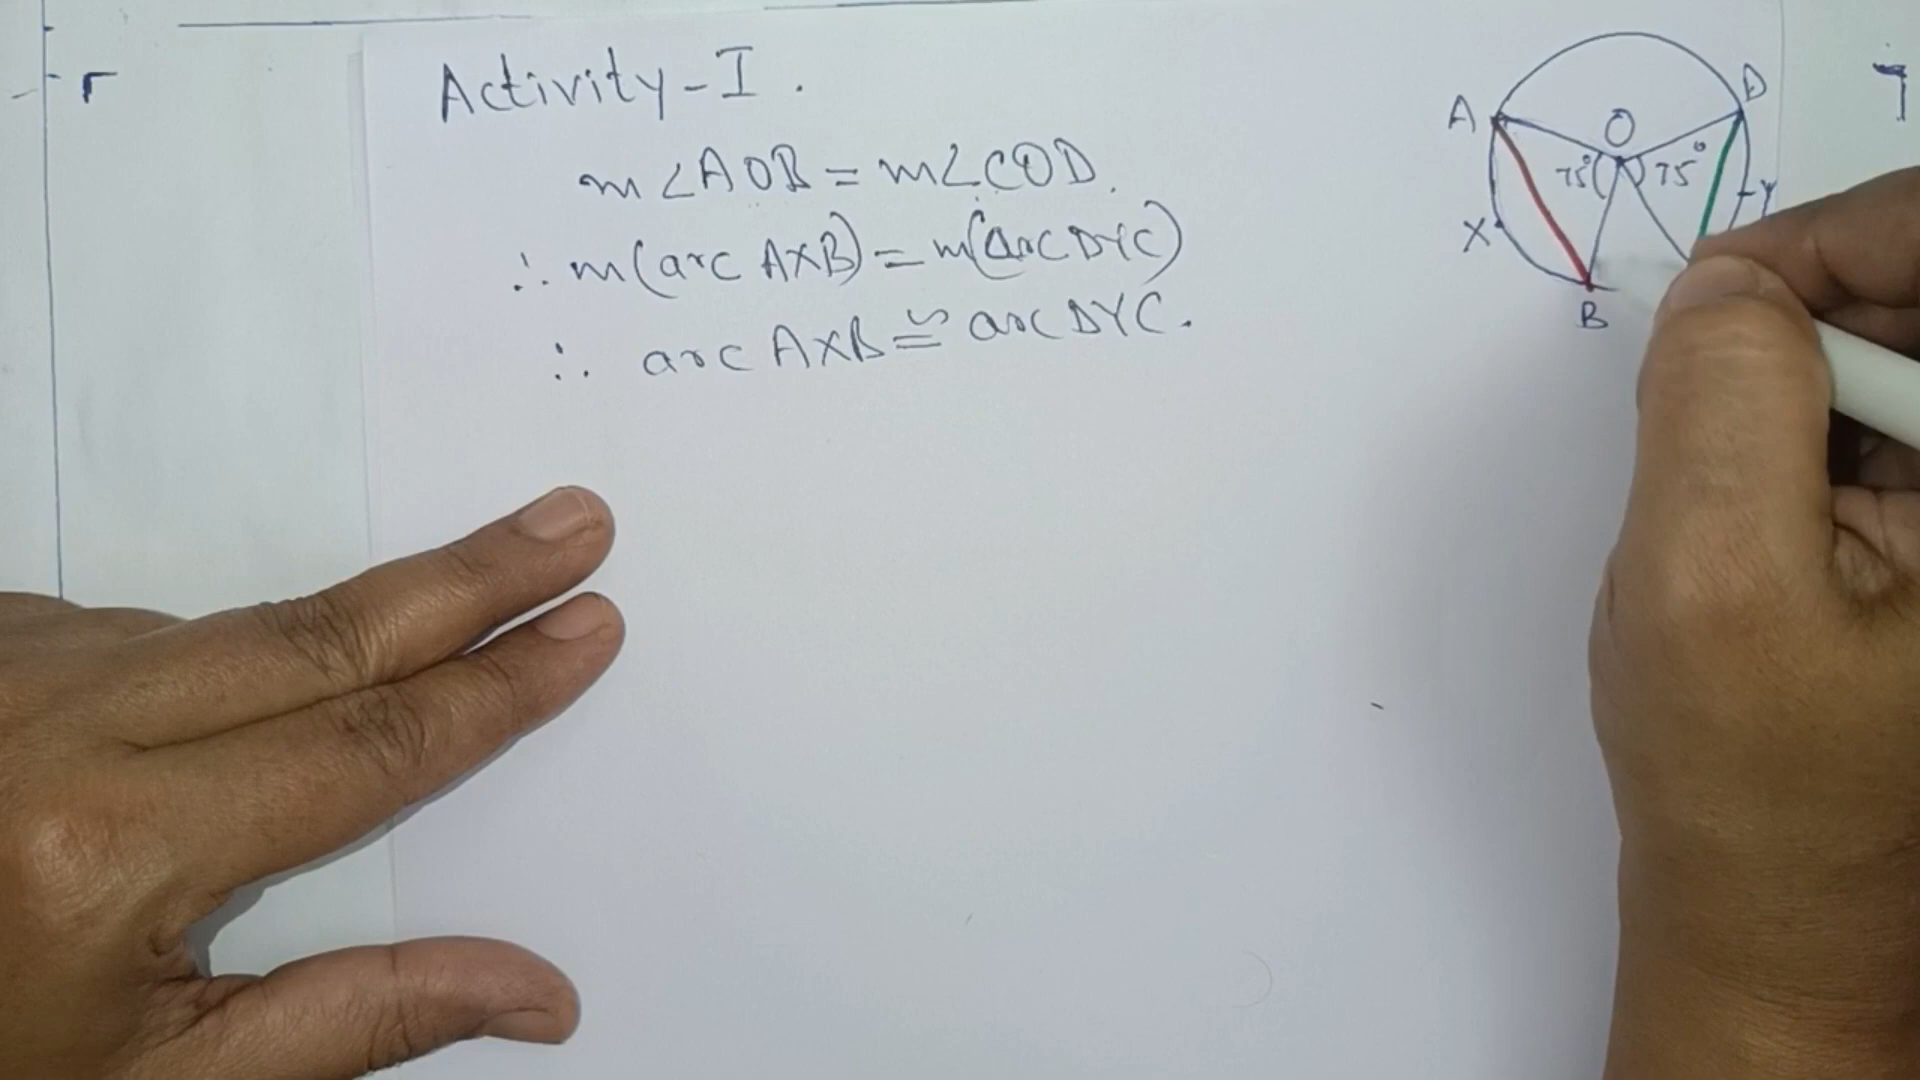 Activity-I.
m∠AOB = m∠COD.
∴ m(arc AXB) = m(arc DYC)
∴ arc AXB ≅ arc DYC.
A
D
O
75°
75°
X
Y
B